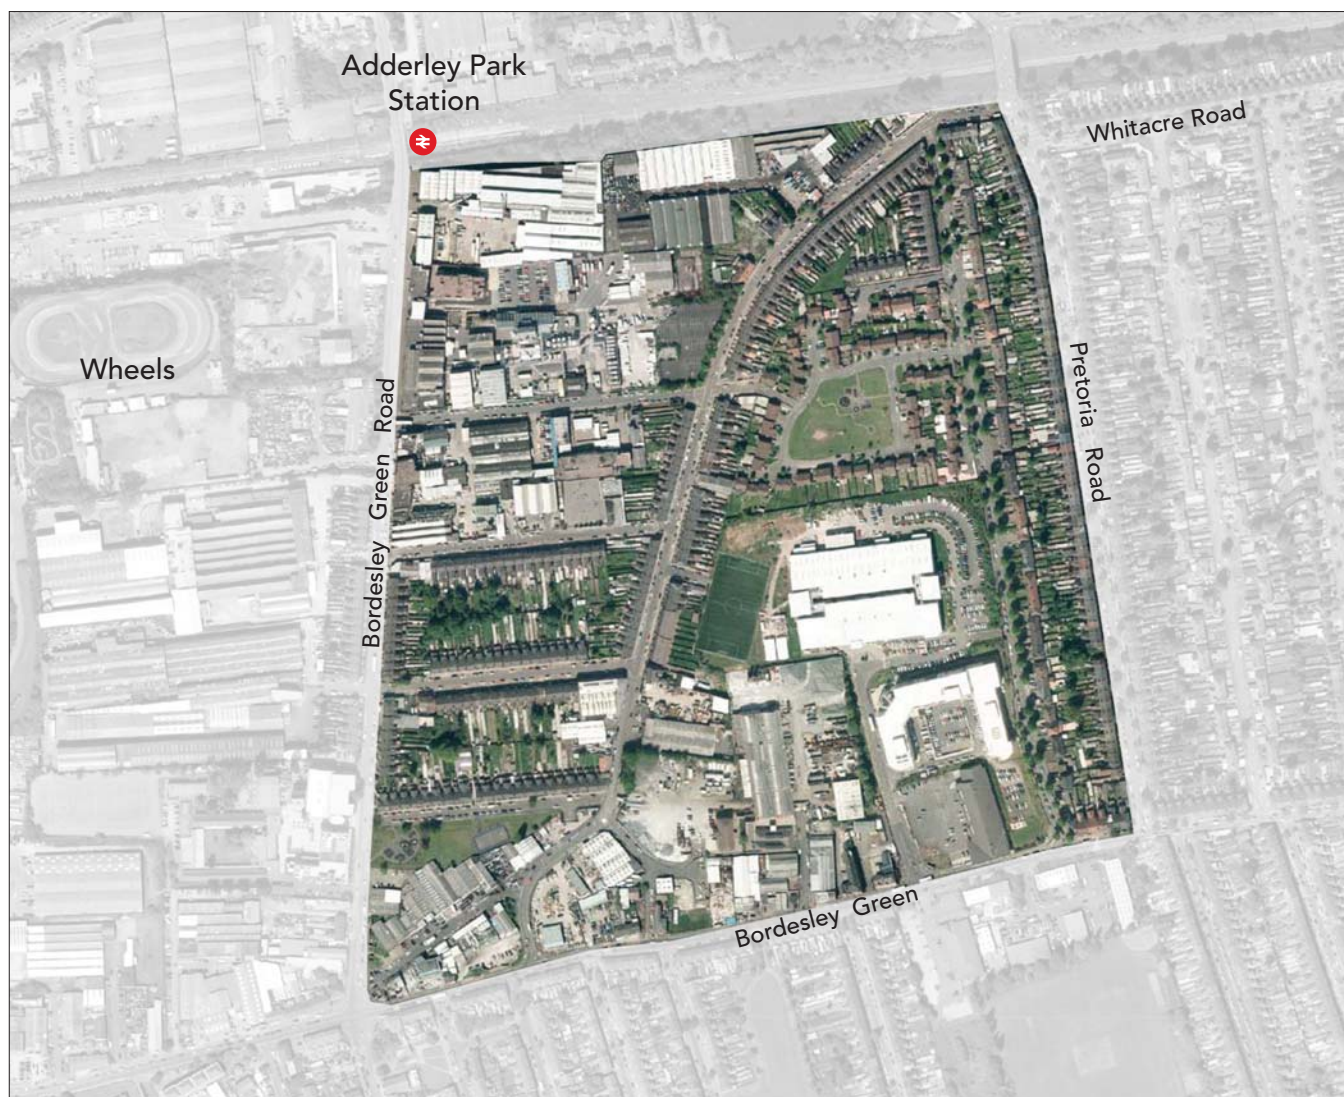 Adderley Park
Station
Whitacre Road
Wheels
Bordesley Green Road
Pretoria Road
Bordesley Green